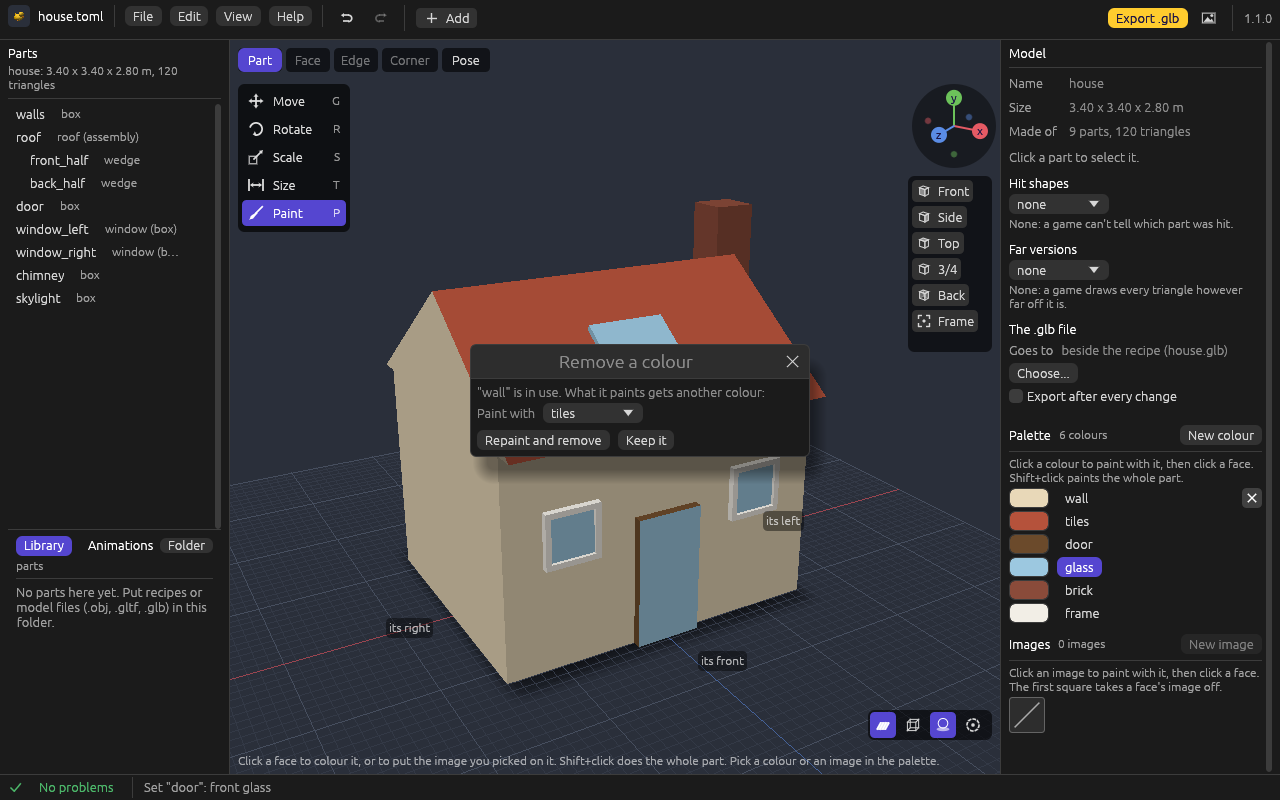 house.toml File Edit View Help + Add Export .glb 1.1.0
Parts
house: 3.40 x 3.40 x 2.80 m, 120
triangles
walls box
roof roof (assembly)
front_half wedge
back_half wedge
door box
window_left window (box)
window_right window (b...
chimney box
skylight box
Library Animations Folder
parts
No parts here yet. Put recipes or
model files (.obj, .gltf, .glb) in this
folder.
Part Face Edge Corner Pose
Move G
Rotate R
Scale S
Size T
Paint P
y
x
z
Front
Side
Top
3/4
Back
Frame
Remove a colour
"wall" is in use. What it paints gets another colour:
Paint with tiles
Repaint and remove Keep it
its left
its right
its front
Click a face to colour it, or to put the image you picked on it. Shift+click does the whole part. Pick a colour or an image in the palette.
Model
Name house
Size 3.40 x 3.40 x 2.80 m
Made of 9 parts, 120 triangles
Click a part to select it.
Hit shapes
none
None: a game can't tell which part was hit.
Far versions
none
None: a game draws every triangle however
far off it is.
The .glb file
Goes to beside the recipe (house.glb)
Choose...
Export after every change
Palette 6 colours New colour
Click a colour to paint with it, then click a face.
Shift+click paints the whole part.
wall
tiles
door
glass
brick
frame
Images 0 images New image
Click an image to paint with it, then click a face.
The first square takes a face's image off.
No problems Set "door": front glass